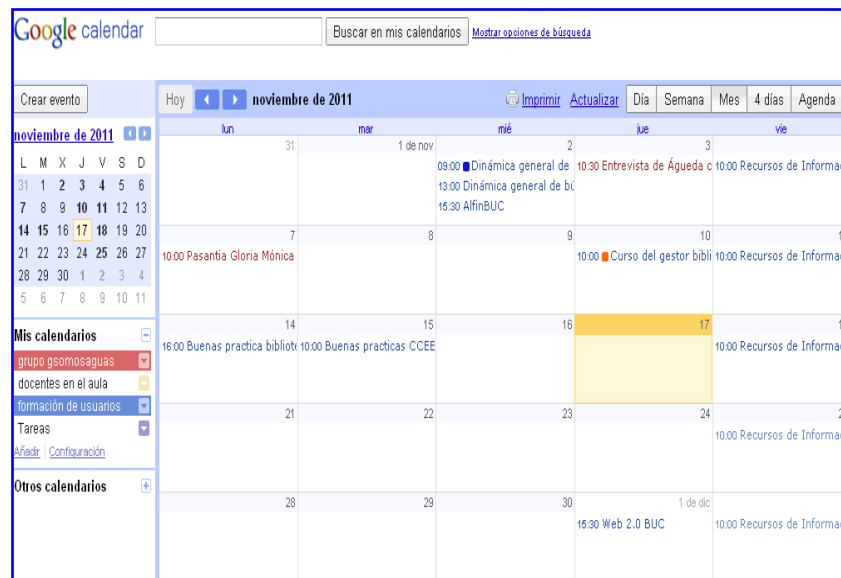 Google calendar Buscar en mis calendarios Mostrar opciones de búsqueda
Crear evento
noviembre de 2011
L M X J V S D
31 1 2 3 4 5 6
7 8 9 10 11 12 13
14 15 16 17 18 19 20
21 22 23 24 25 26 27
28 29 30 1 2 3 4
5 6 7 8 9 10 11
Mis calendarios
grupo gsomosaguas
docentes en el aula
formación de usuarios
Tareas
Añadir Configuración
Otros calendarios
Hoy noviembre de 2011 Imprimir Actualizar Día Semana Mes 4 días Agenda
lun mar mié jue vie
31 1 de nov 2 3
09:00 Dinámica general de 10:30 Entrevista de Águeda c 10:00 Recursos de Informa
13:00 Dinámica general de bú
15:30 AlfinBUC
7 8 9 10 1
10:00 Pasantia Gloria Mónica 10:00 Curso del gestor bibli 10:00 Recursos de Informa
14 15 16 17 1
16:00 Buenas practica bibliote 10:00 Buenas practicas CCEE 10:00 Recursos de Informa
21 22 23 24 2
10:00 Recursos de Informa
28 29 30 1 de dic
15:30 Web 2.0 BUC 10:00 Recursos de Informa